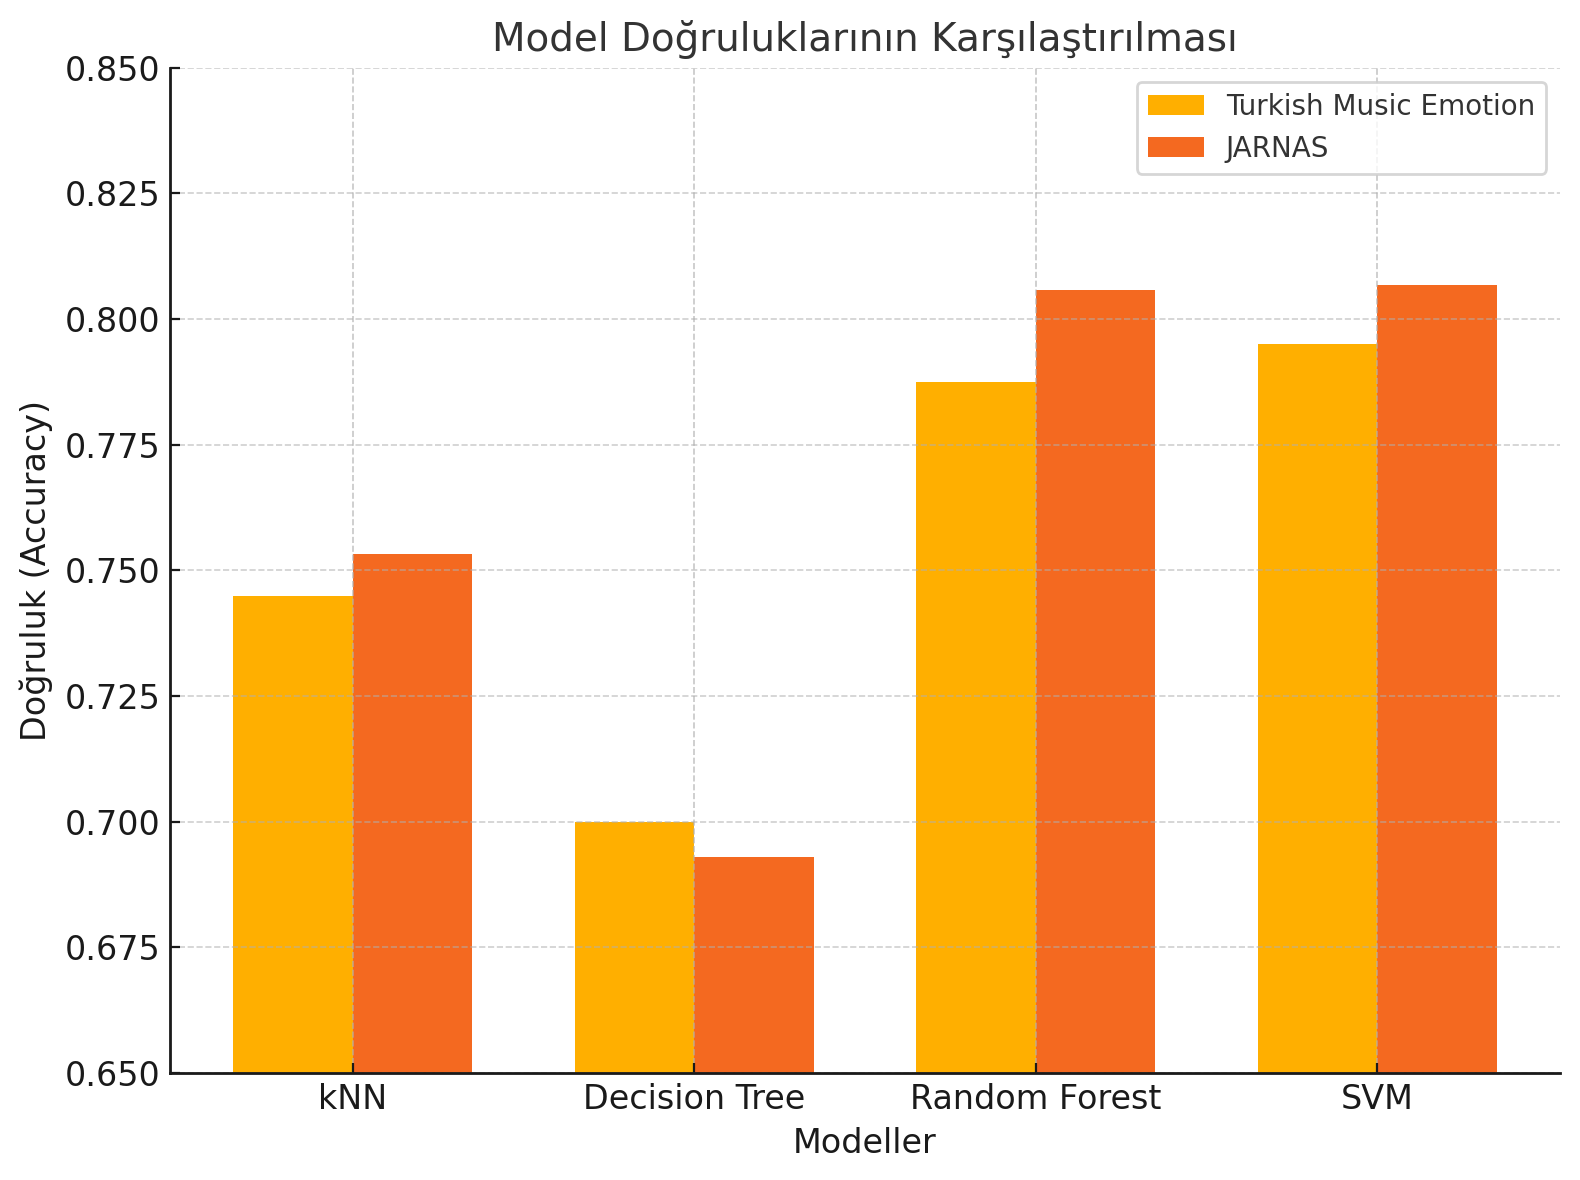 Model Doğruluklarının Karşılaştırılması
Turkish Music Emotion
JARNAS
Doğruluk (Accuracy)
0.850
0.825
0.800
0.775
0.750
0.725
0.700
0.675
0.650
kNN
Decision Tree
Random Forest
SVM
Modeller